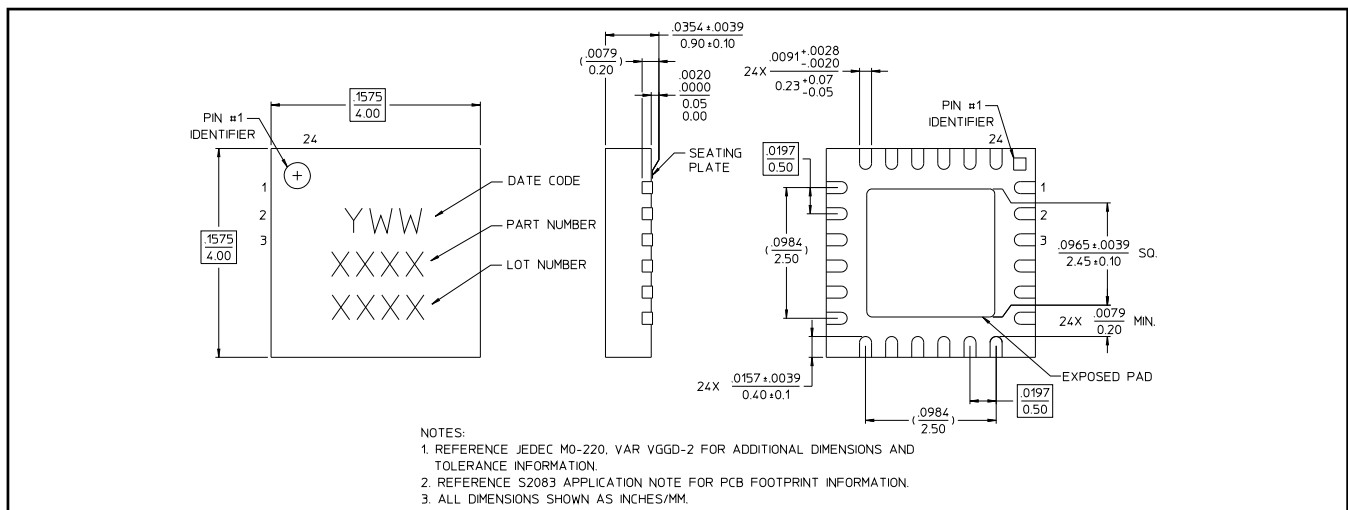 .0354 ±.0039
0.90 ±0.10
( .0079 )
0.20
.0020
.0000
0.05
0.00
24X .0091 +.0028 -.0020
0.23 +0.07 -0.05
.1575
4.00
PIN #1
IDENTIFIER
24
1
2
3
.1575
4.00
DATE CODE
YWW
PART NUMBER
XXXX
LOT NUMBER
XXXX
SEATING
PLATE
PIN #1
IDENTIFIER
24
.0197
0.50
1
2
3
( .0984 )
2.50
.0965 ±.0039 SQ.
2.45 ±0.10
24X .0079 MIN.
0.20
24X .0157 ±.0039
0.40 ±0.1
EXPOSED PAD
.0197
0.50
( .0984 )
2.50
NOTES:
1. REFERENCE JEDEC MO-220, VAR VGGD-2 FOR ADDITIONAL DIMENSIONS AND
TOLERANCE INFORMATION.
2. REFERENCE S2083 APPLICATION NOTE FOR PCB FOOTPRINT INFORMATION.
3. ALL DIMENSIONS SHOWN AS INCHES/MM.